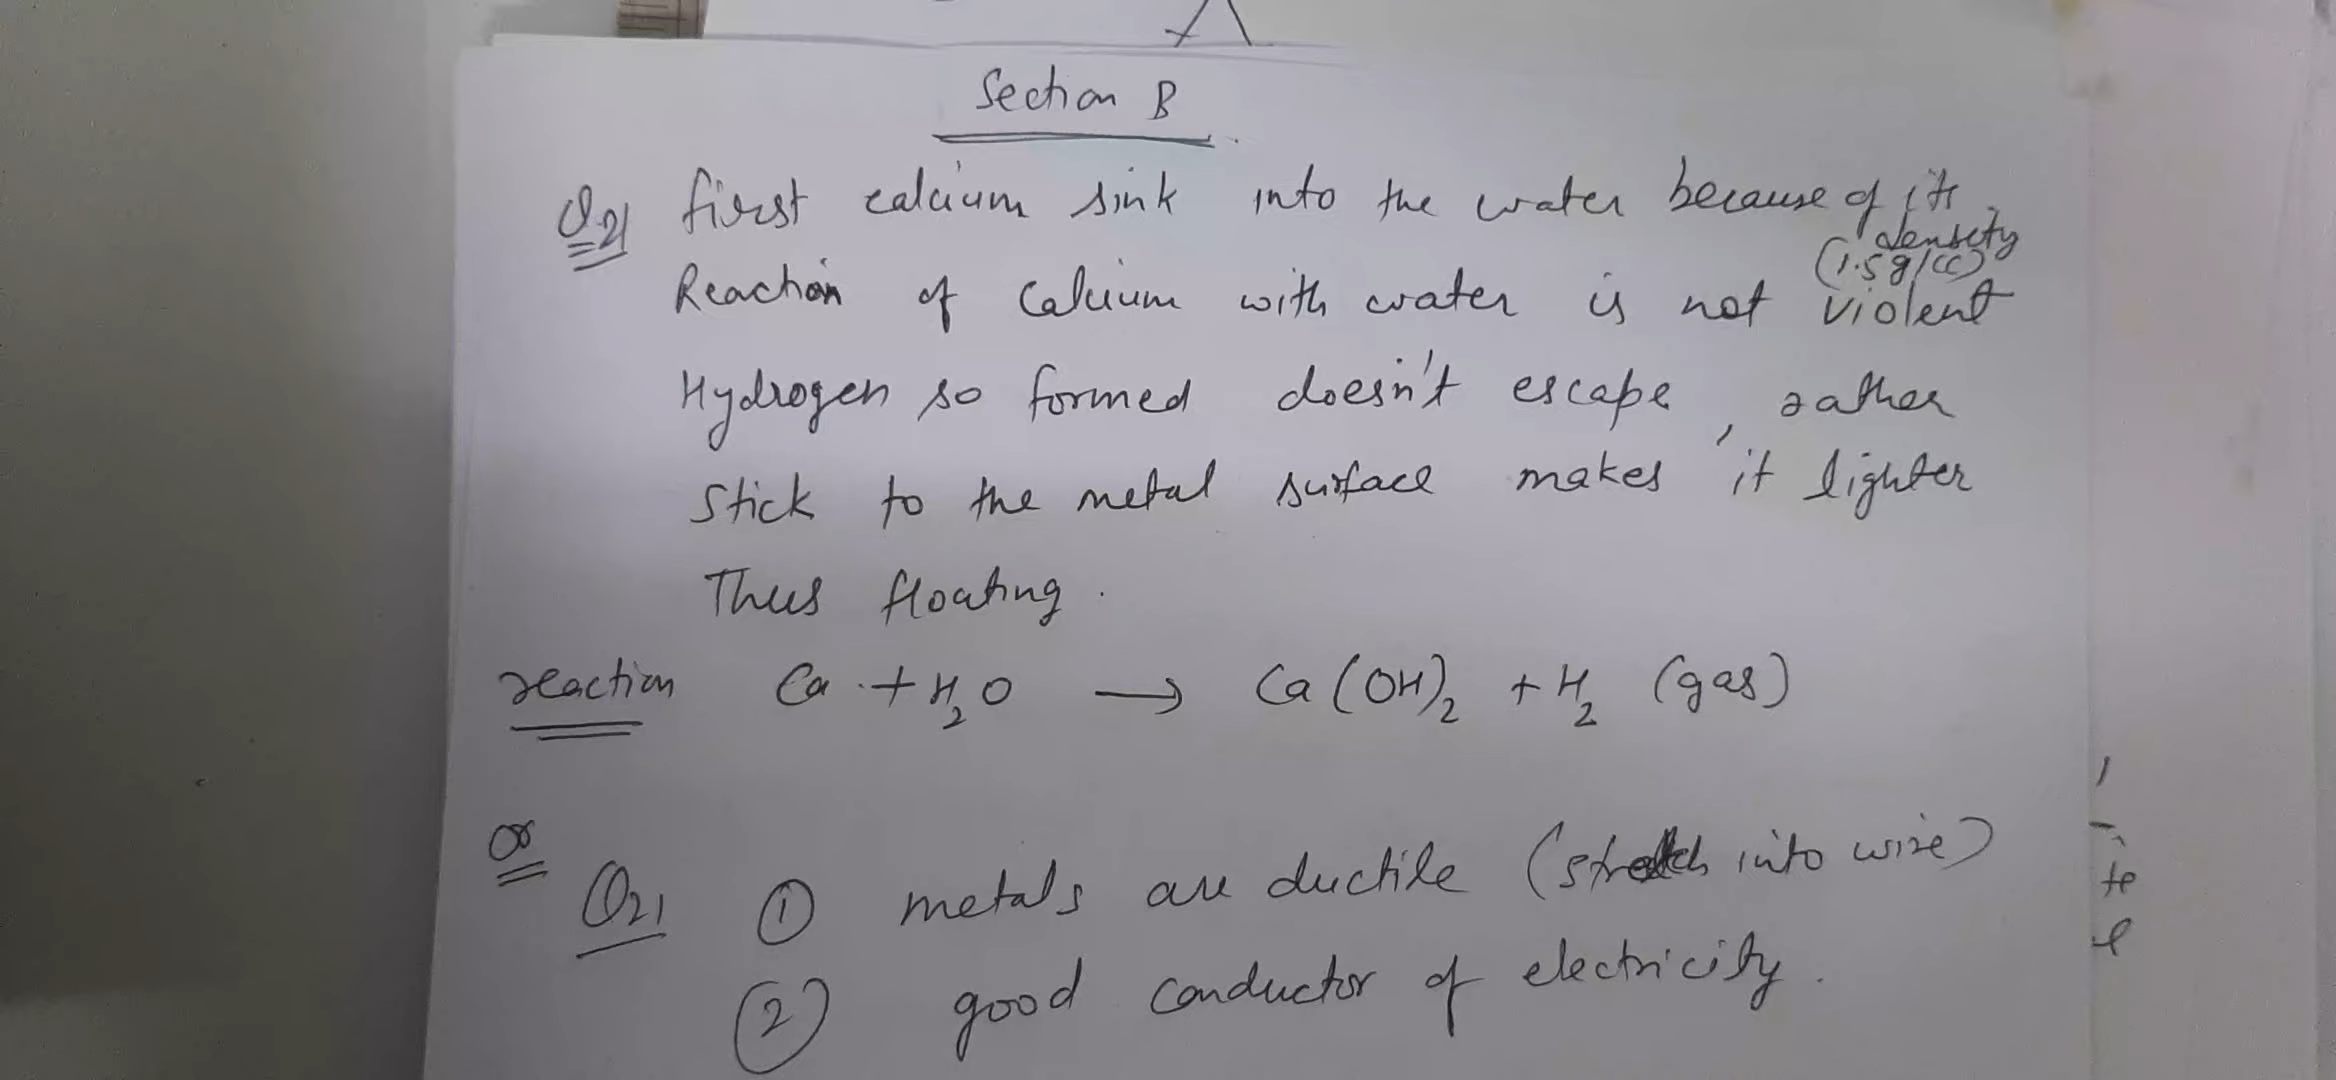 Section B
Q21 first calcium sink into the water because of its
density
(1.5g/cc)
Reaction of Calcium with water is not violent
Hydrogen so formed doesn't escape, rather
Stick to the metal surface makes it lighter
Thus floating.
reaction Ca + H₂O → Ca(OH)₂ + H₂ (gas)
or
Q21 ① metals are ductile (stretch into wire)
② good conductor of electricity.